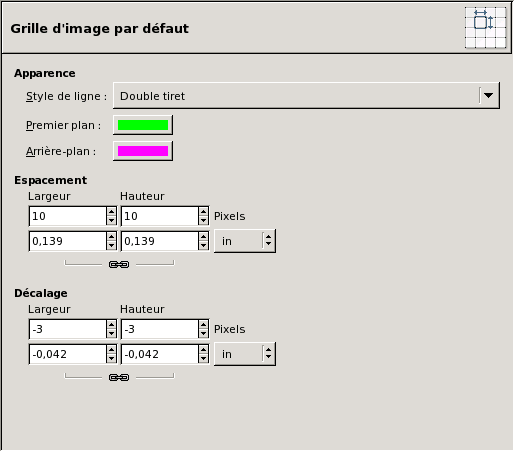 Grille d'image par défaut
Apparence
Style de ligne : Double tiret
Premier plan :
Arrière-plan :
Espacement
Largeur Hauteur
10 10 Pixels
0,139 0,139 in
Décalage
Largeur Hauteur
-3 -3 Pixels
-0,042 -0,042 in